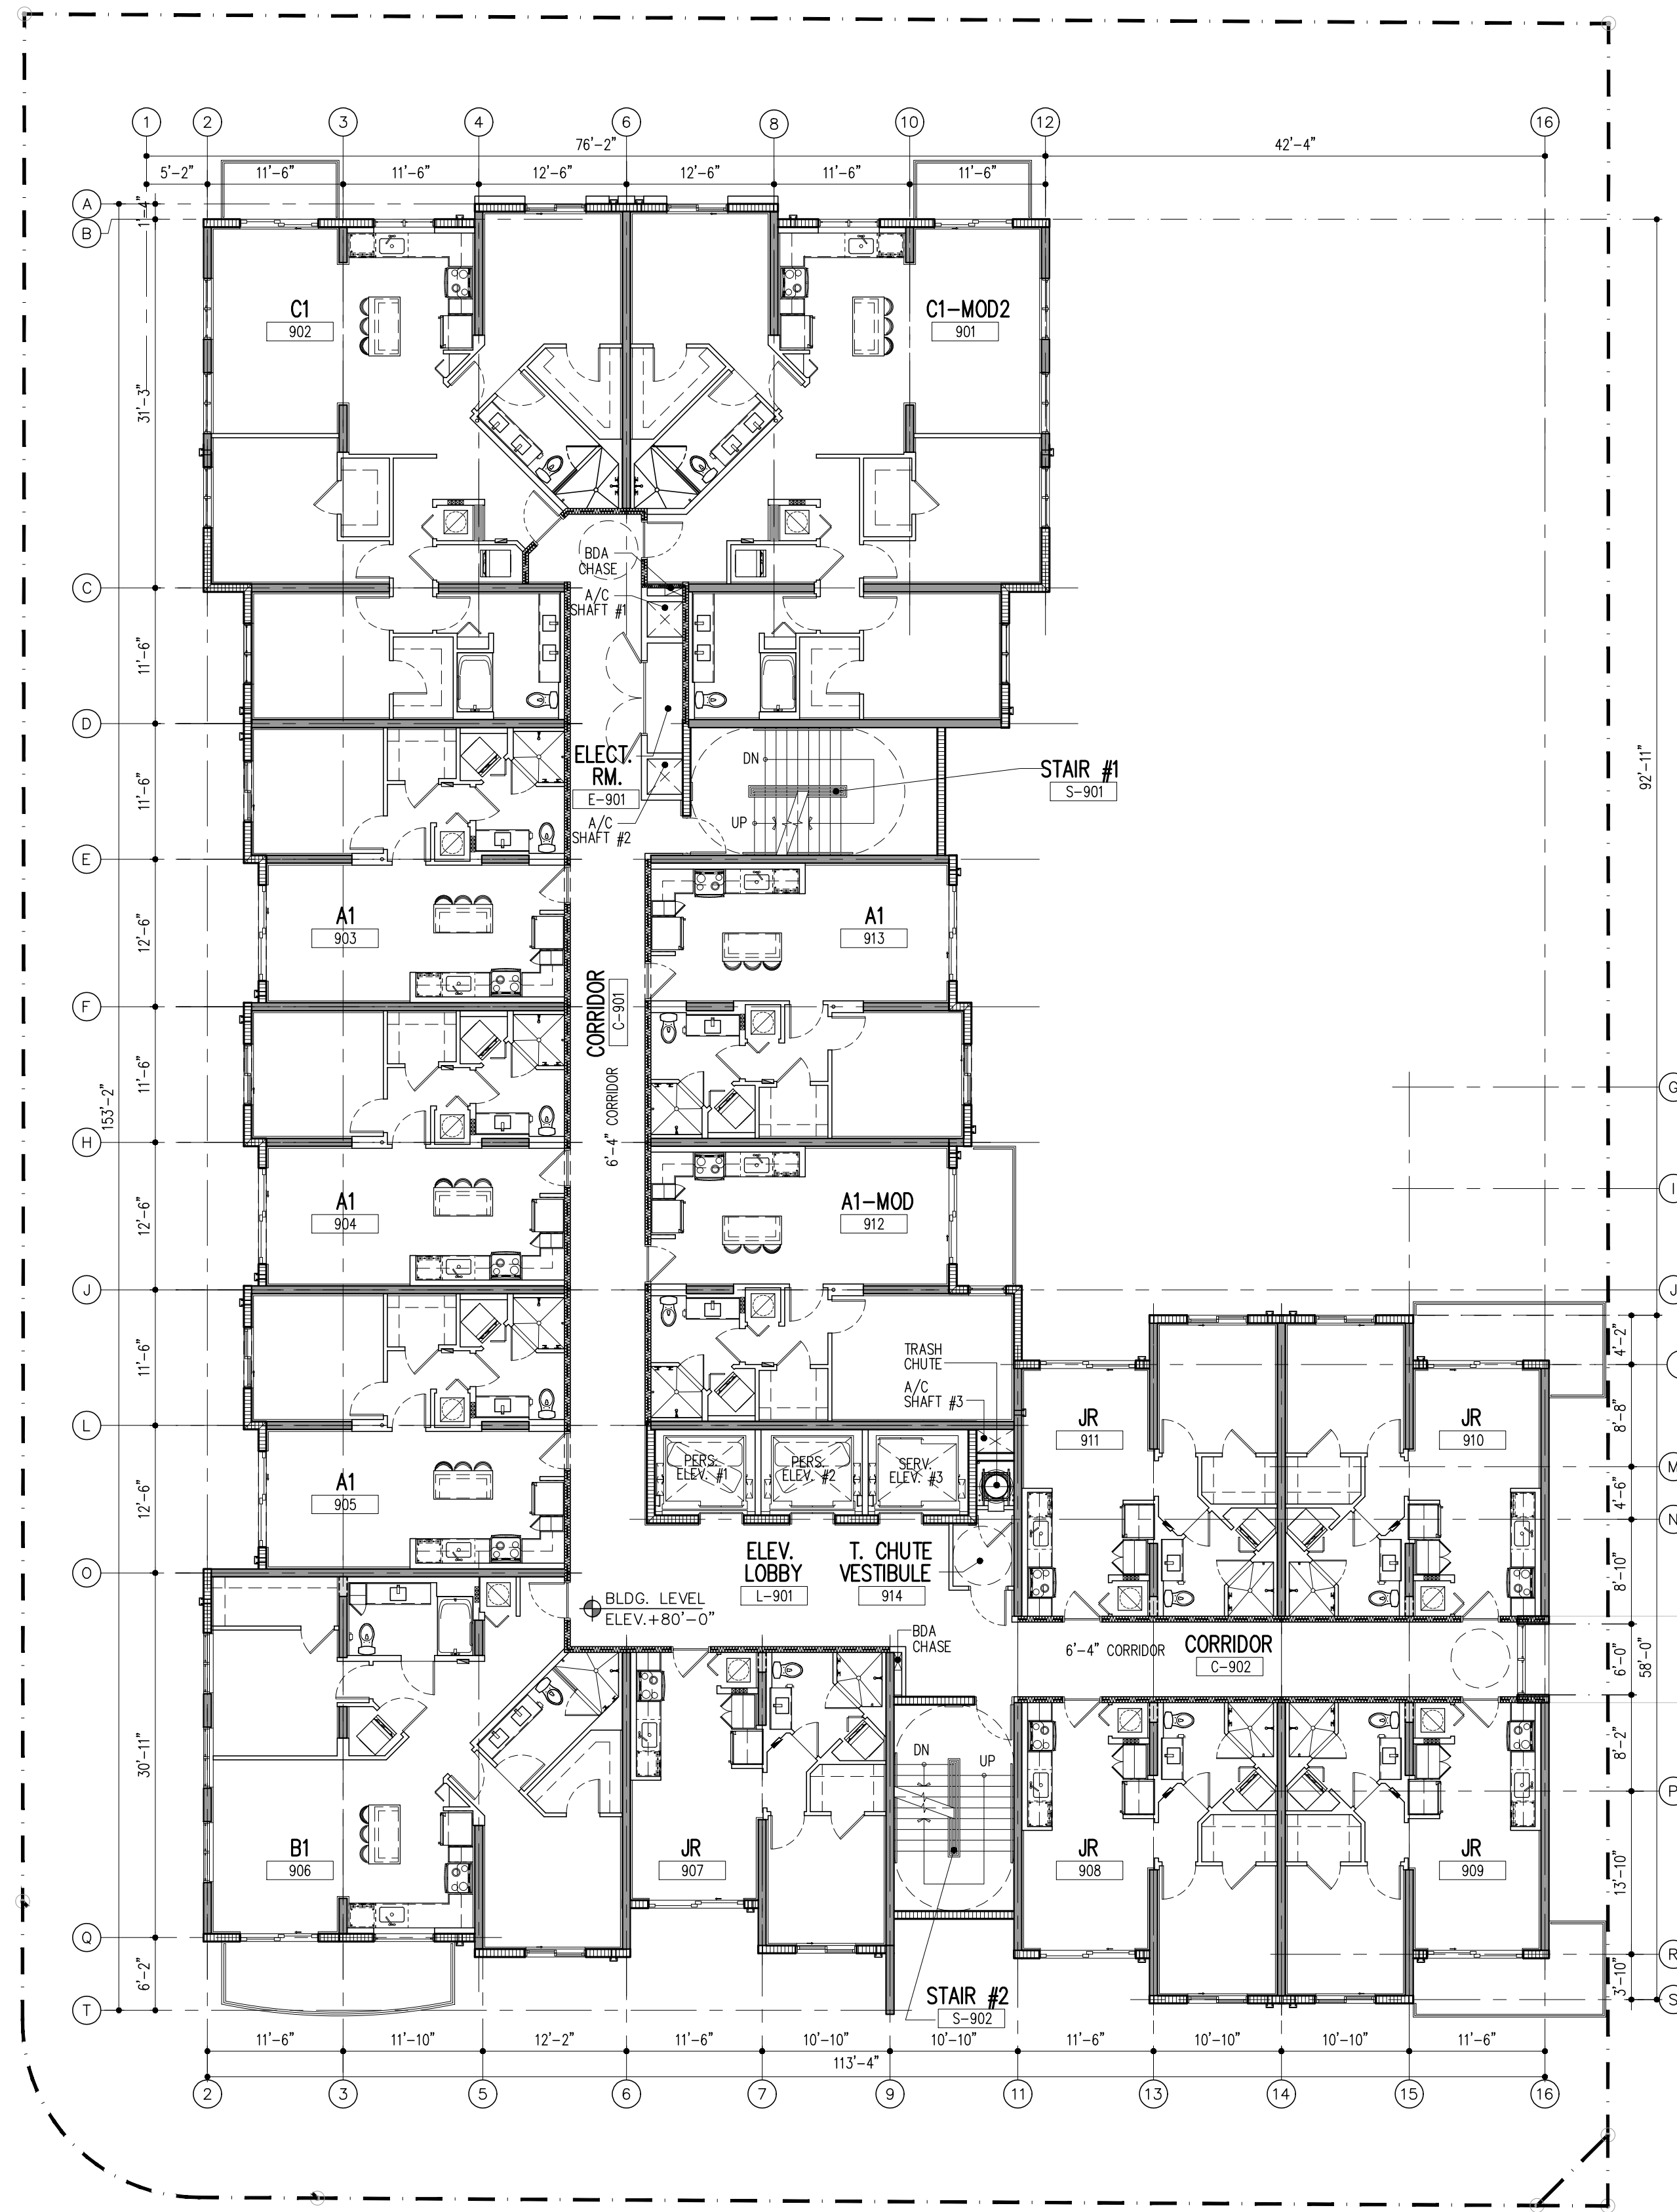 1 2 3 4 6 8 10 12 16
76'-2" 42'-4"
5'-2" 11'-6" 11'-6" 12'-6" 12'-6" 11'-6" 11'-6"
A
1'-4"
B
C1
902
C1-MOD2
901
31'-3"
BDA
CHASE
C
A/C
SHAFT #1
11'-6"
D
ELECT.
RM.
E-901
DN
UP
STAIR #1
S-901
92'-11"
11'-6"
A/C
SHAFT #2
E
A1
903
A1
913
12'-6"
F
CORRIDOR
C-901
6'-4" CORRIDOR
11'-6"
153'-2"
G
H
I
A1
904
A1-MOD
912
12'-6"
J
J
4'-2"
TRASH
CHUTE
A/C
SHAFT #3
11'-6"
JR
911
JR
910
8'-8"
L
M
A1
905
PERS.
ELEV. #1
PERS.
ELEV. #2
SERV.
ELEV. #3
4'-6"
12'-6"
N
ELEV.
LOBBY
L-901
T. CHUTE
VESTIBULE
914
8'-10"
O
BLDG. LEVEL
ELEV.+80'-0"
BDA
CHASE
6'-4" CORRIDOR
CORRIDOR
C-902
6'-0"
58'-0"
30'-11"
DN
UP
8'-2"
P
B1
906
JR
907
JR
908
JR
909
13'-10"
Q
R
6'-2"
3'-10"
STAIR #2
S-902
S
T
11'-6" 11'-10" 12'-2" 11'-6" 10'-10" 10'-10" 11'-6" 10'-10" 10'-10" 11'-6"
113'-4"
2 3 5 6 7 9 11 13 14 15 16